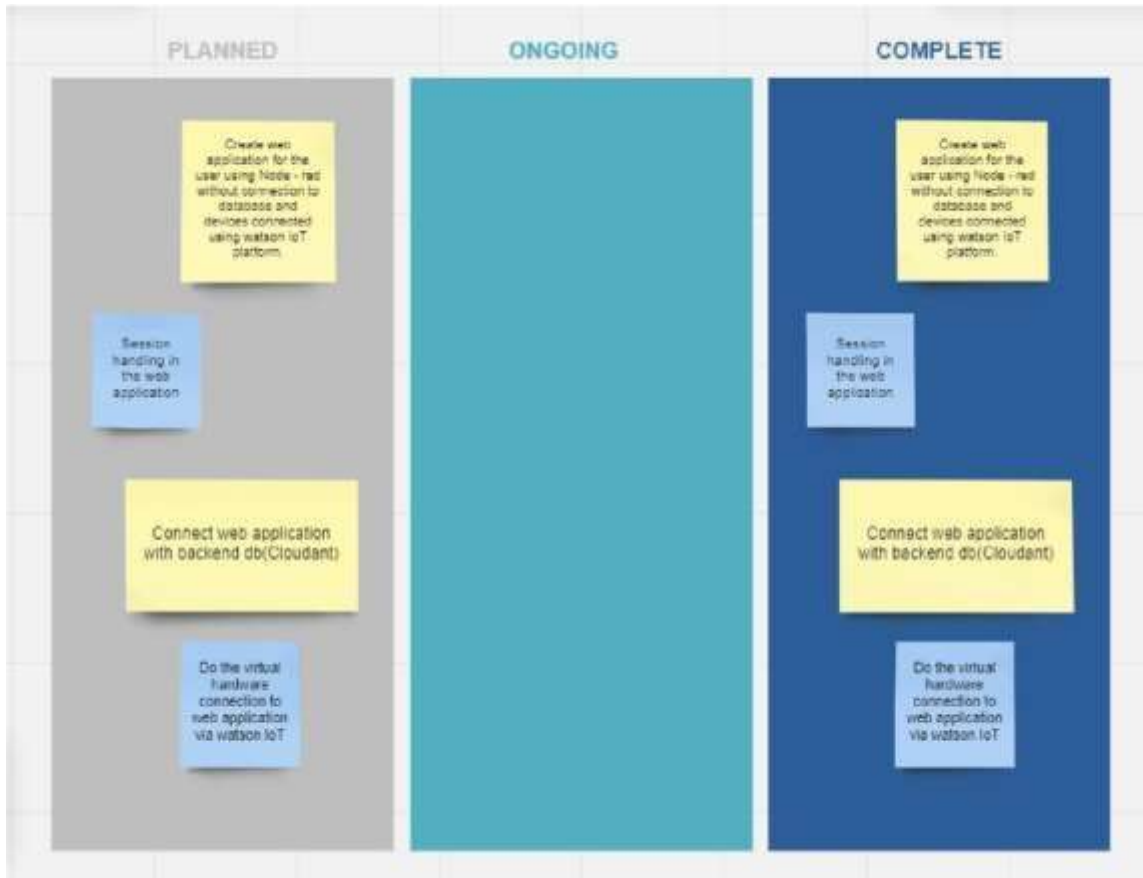 PLANNED
ONGOING
COMPLETE
Create web
application for the
user using Node - red
without connection to
database and
devices connected
using watson IoT
platform.
Session
handling in
the web
application
Connect web application
with backend db(Cloudant)
Do the virtual
hardware
connection to
web application
via watson IoT
Create web
application for the
user using Node - red
without connection to
database and
devices connected
using watson IoT
platform.
Session
handling in
the web
application
Connect web application
with backend db(Cloudant)
Do the virtual
hardware
connection to
web application
via watson IoT